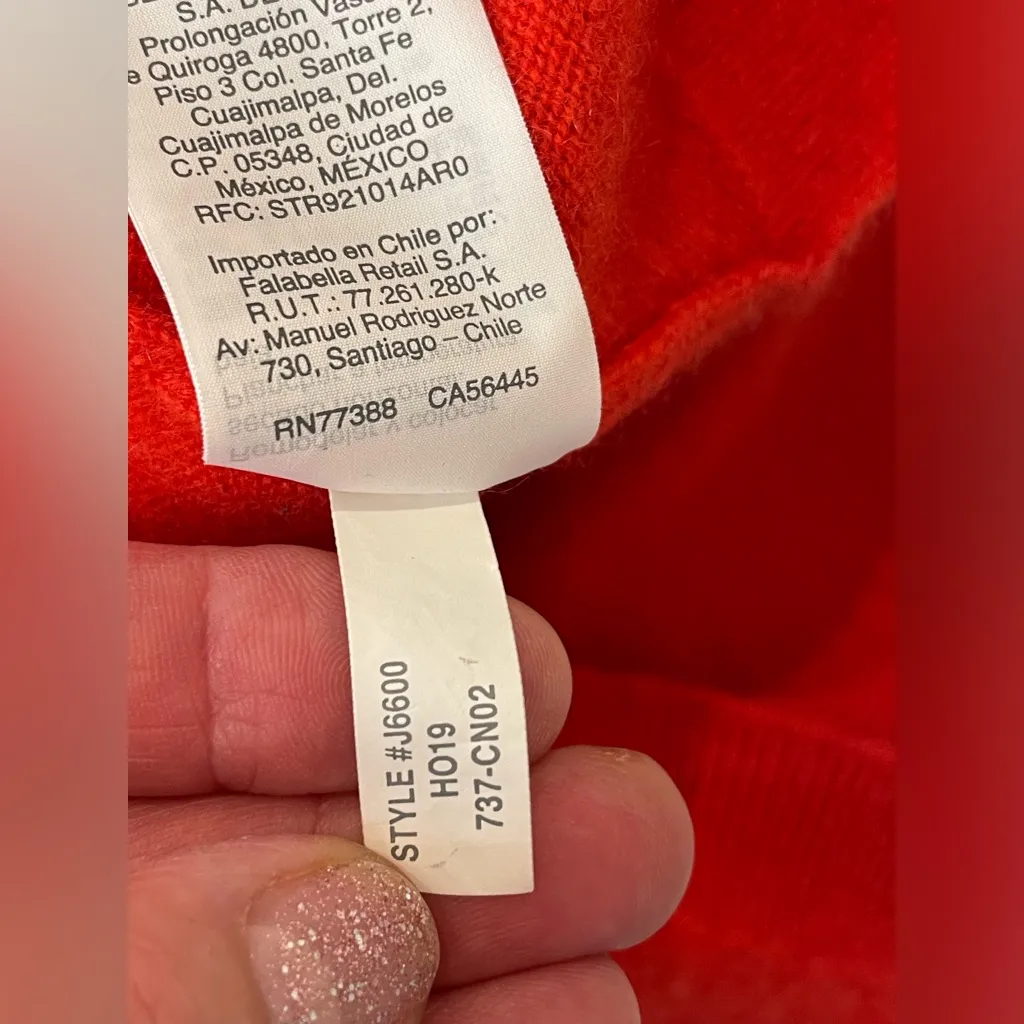 S.A. DE
Prolongación Vasco
e Quiroga 4800, Torre 2,
Piso 3 Col. Santa Fe
Cuajimalpa, Del.
Cuajimalpa de Morelos
C.P. 05348, Ciudad de
México, MÉXICO
RFC: STR921014AR0
Importado en Chile por:
Falabella Retail S.A.
R.U.T.: 77.261.280-k
Av: Manuel Rodriguez Norte
730, Santiago – Chile
RN77388 CA56445
STYLE #J6600
HO19
737-CN02